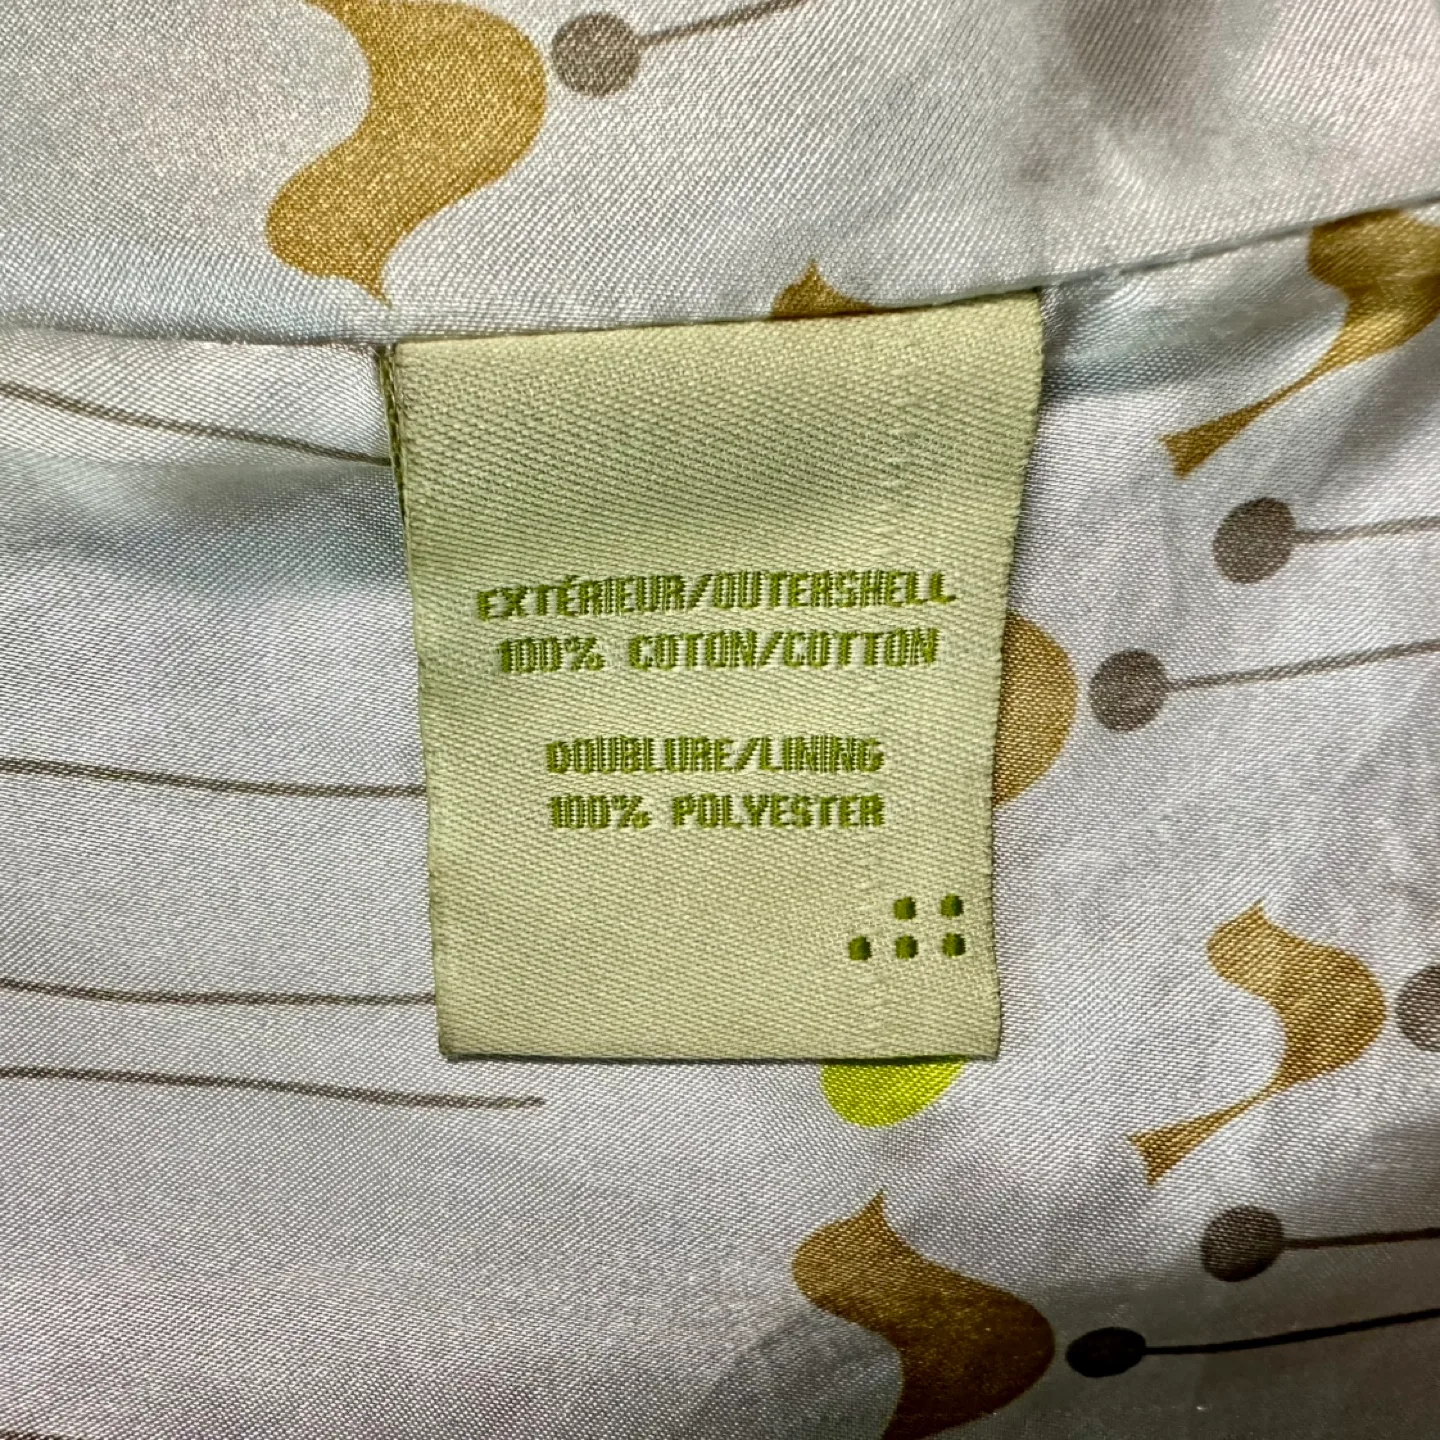 EXTÉRIEUR/OUTERSHELL
100% COTON/COTTON
DOUBLURE/LINING
100% POLYESTER